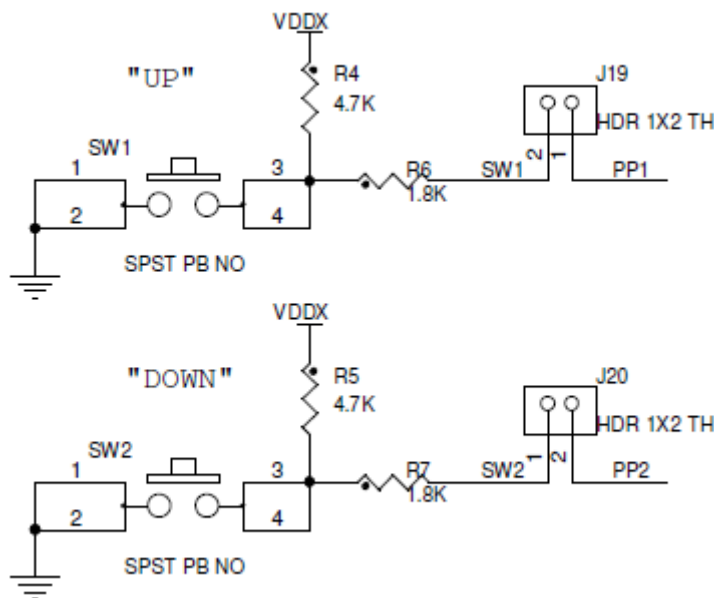 VDDX
"UP"
R4
4.7K
J19
HDR 1X2 TH
SW1
1
2
3
4
R6
1.8K
SW1
2
1
PP1
SPST PB NO
VDDX
"DOWN"
R5
4.7K
J20
HDR 1X2 TH
SW2
1
2
3
4
R7
1.8K
SW2
1
2
PP2
SPST PB NO